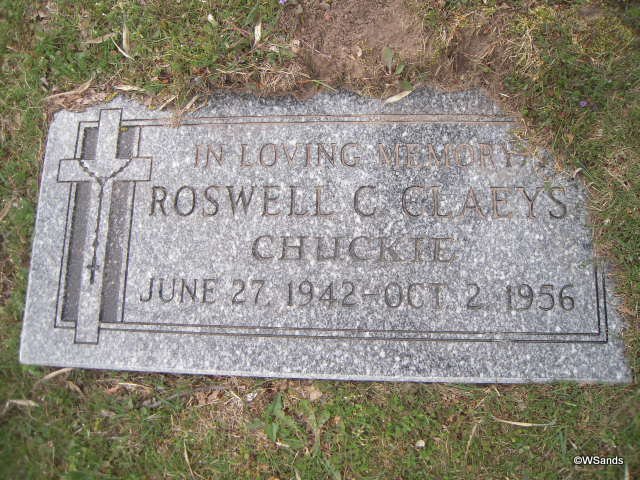 IN LOVING MEMORY
ROSWELL C. CLAEYS
CHUCKIE
JUNE 27, 1942-OCT. 2, 1956
©WSands